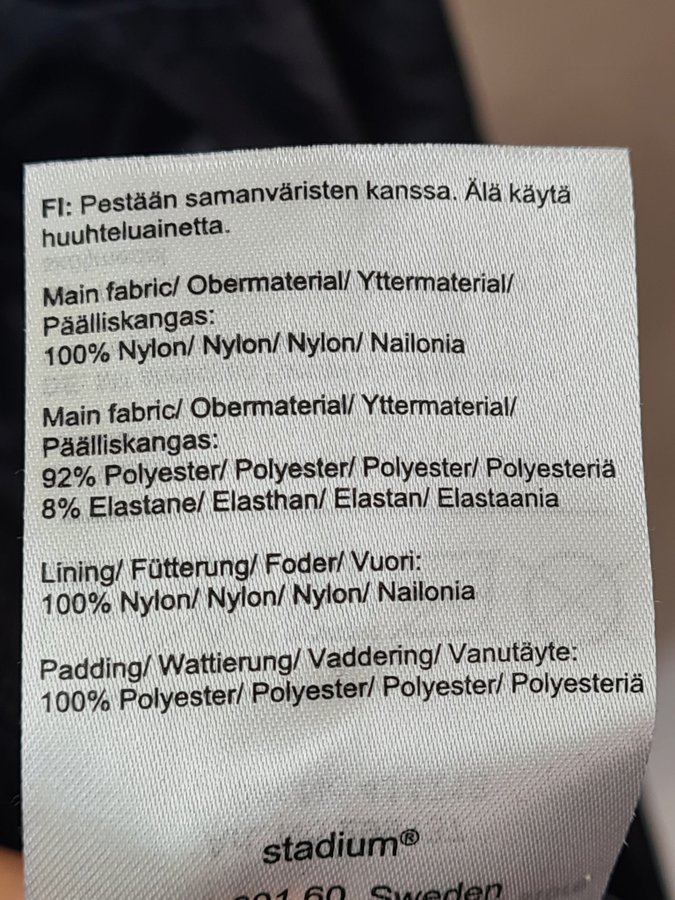 FI: Pestään samanväristen kanssa. Älä käytä
huuhteluainetta.
Main fabric/ Obermaterial/ Yttermaterial/
Päälliskangas:
100% Nylon/ Nylon/ Nylon/ Nailonia
Main fabric/ Obermaterial/ Yttermaterial/
Päälliskangas:
92% Polyester/ Polyester/ Polyester/ Polyesteriä
8% Elastane/ Elasthan/ Elastan/ Elastaania
Lining/ Fütterung/ Foder/ Vuori:
100% Nylon/ Nylon/ Nylon/ Nailonia
Padding/ Wattierung/ Vaddering/ Vanutäyte:
100% Polyester/ Polyester/ Polyester/ Polyesteriä
stadium®
60 Sweden